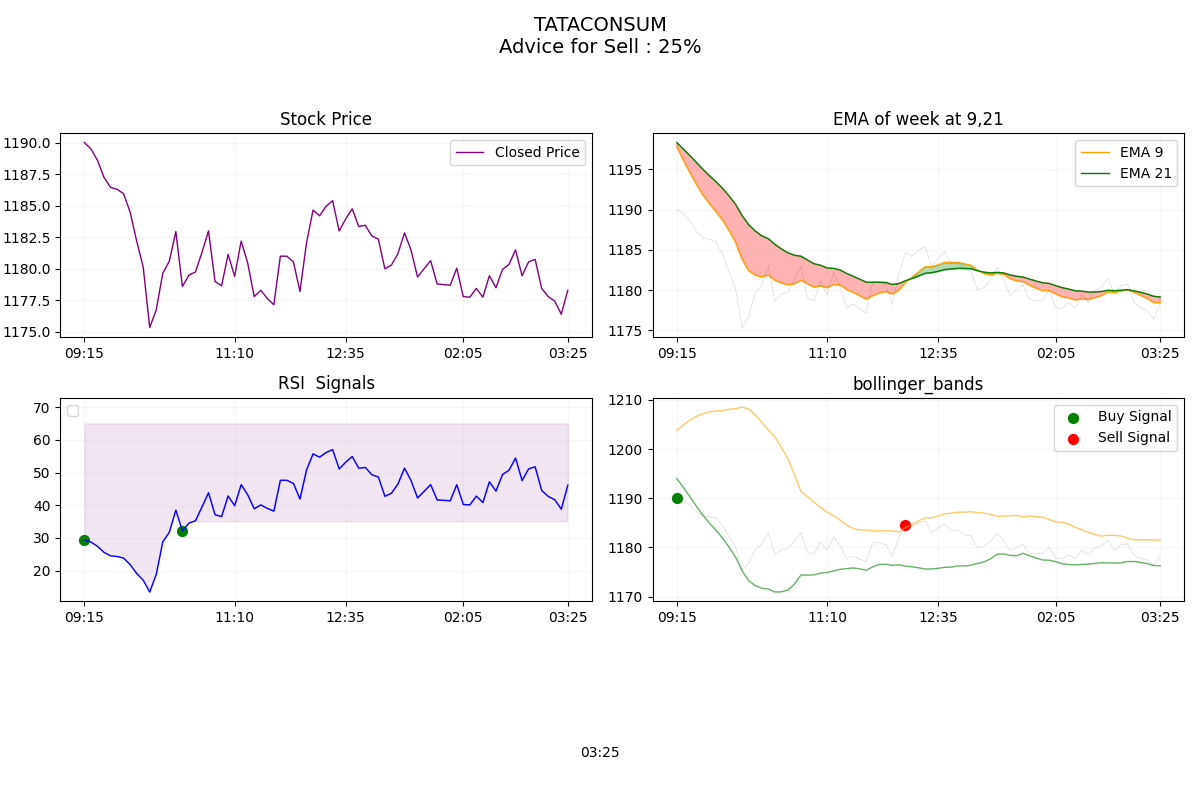 TATACONSUM
Advice for Sell : 25%
Stock Price
1190.0
1187.5
1185.0
1182.5
1180.0
1177.5
1175.0
Closed Price
09:15 11:10 12:35 02:05 03:25
EMA of week at 9,21
1195
1190
1185
1180
1175
EMA 9
EMA 21
09:15 11:10 12:35 02:05 03:25
RSI Signals
70
60
50
40
30
20
09:15 11:10 12:35 02:05 03:25
bollinger_bands
1210
1200
1190
1180
1170
Buy Signal
Sell Signal
09:15 11:10 12:35 02:05 03:25
03:25